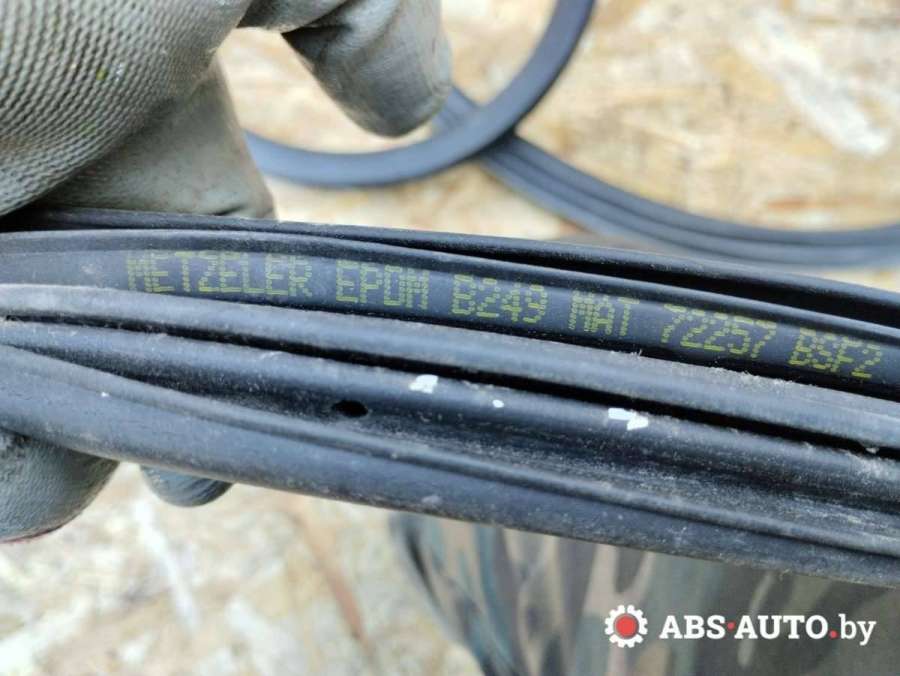 METZELER EPDM B249 MAT 72257 BSF2
ABS·AUTO.by